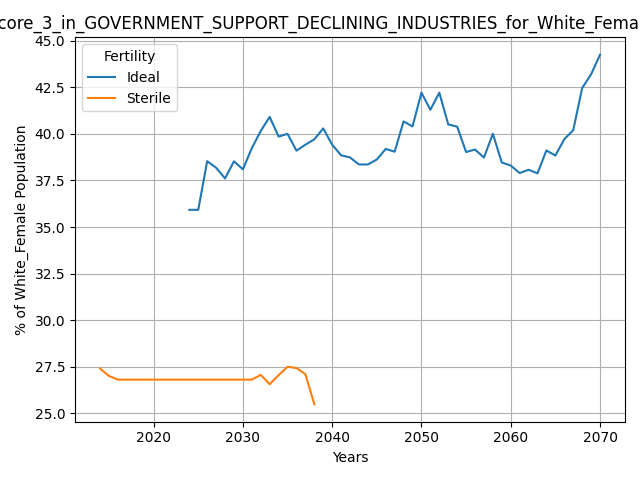 core_3_in_GOVERNMENT_SUPPORT_DECLINING_INDUSTRIES_for_White_Fema
Fertility
Ideal
Sterile
45.0
42.5
40.0
37.5
35.0
32.5
30.0
27.5
25.0
% of White_Female Population
2020 2030 2040 2050 2060 2070
Years